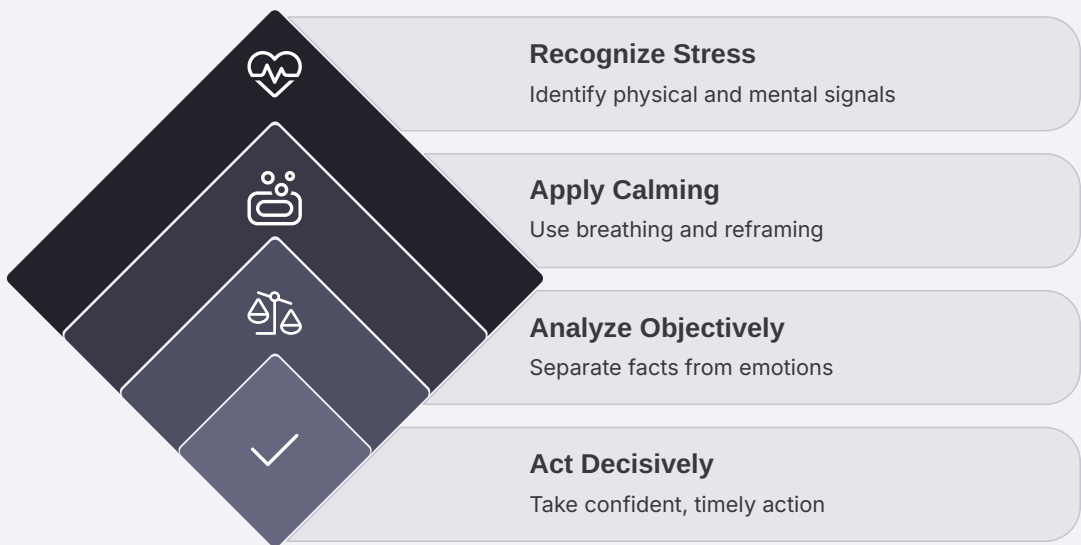 Recognize Stress
Identify physical and mental signals
Apply Calming
Use breathing and reframing
Analyze Objectively
Separate facts from emotions
Act Decisively
Take confident, timely action